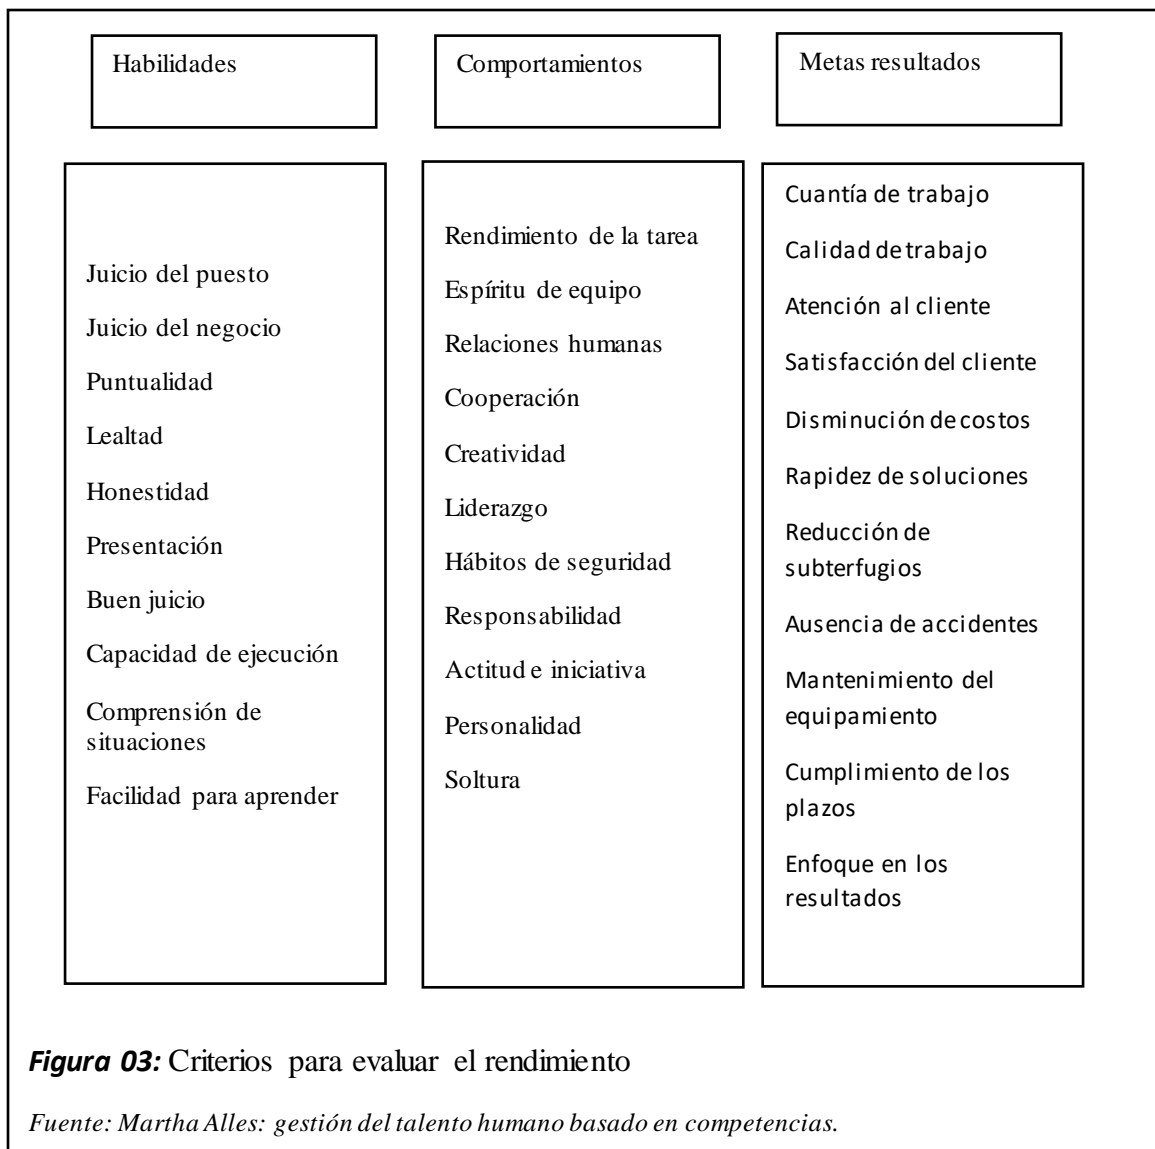 Habilidades
Comportamientos
Metas resultados
Juicio del puesto
Juicio del negocio
Puntualidad
Lealtad
Honestidad
Presentación
Buen juicio
Capacidad de ejecución
Comprensión de
situaciones
Facilidad para aprender
Rendimiento de la tarea
Espíritu de equipo
Relaciones humanas
Cooperación
Creatividad
Liderazgo
Hábitos de seguridad
Responsabilidad
Actitud e iniciativa
Personalidad
Soltura
Cuantía de trabajo
Calidad de trabajo
Atención al cliente
Satisfacción del cliente
Disminución de costos
Rapidez de soluciones
Reducción de
subterfugios
Ausencia de accidentes
Mantenimiento del
equipamiento
Cumplimiento de los
plazos
Enfoque en los
resultados
Figura 03: Criterios para evaluar el rendimiento
Fuente: Martha Alles: gestión del talento humano basado en competencias.